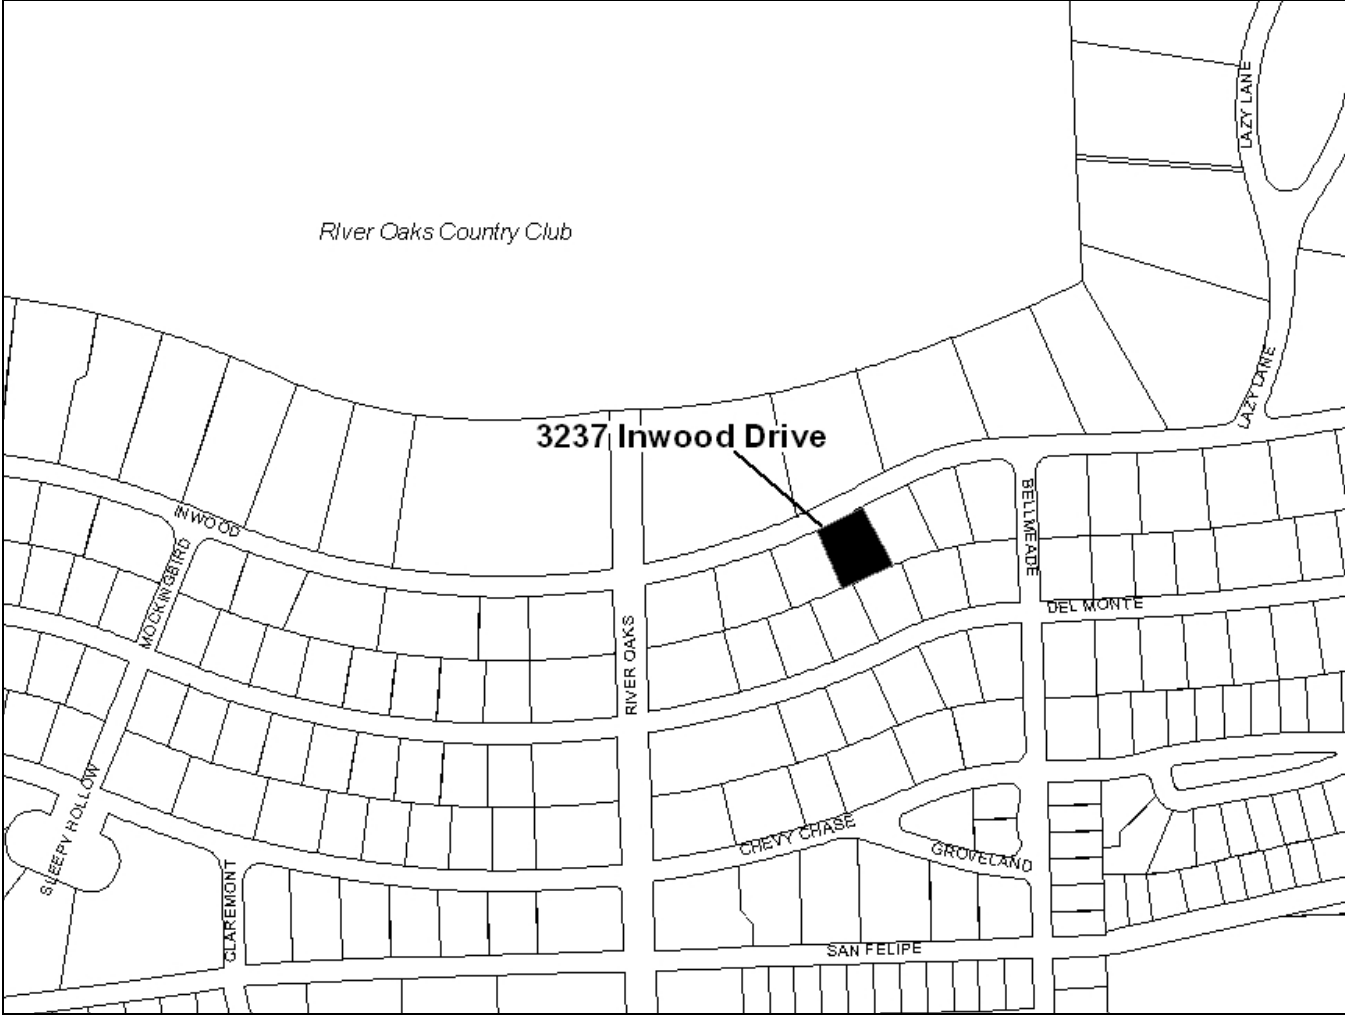 LAZY LANE
RIver Oaks Country Club
LAZY LANE
3237 Inwood Drive
INWOOD
BELLMEADE
MOCKINGBIRD
DEL MONTE
RIVER OAKS
SLEEPY HOLLOW
CHEVY CHASE
GROVELAND
CLAREMONT
SAN FELIPE